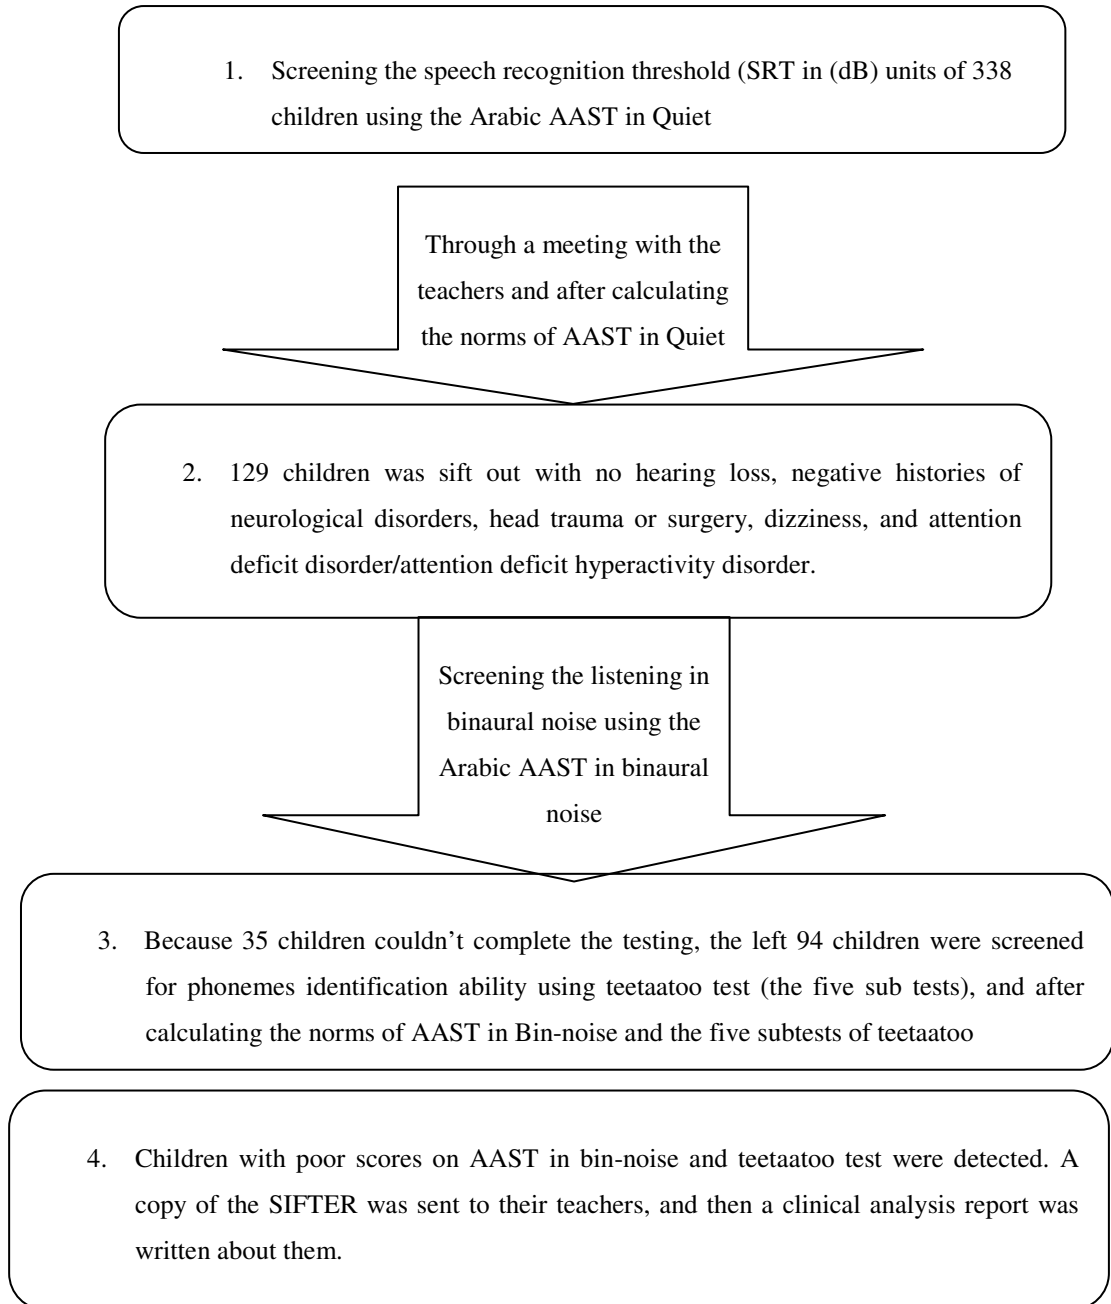 1. Screening the speech recognition threshold (SRT in (dB) units of 338
children using the Arabic AAST in Quiet
Through a meeting with the
teachers and after calculating
the norms of AAST in Quiet
2. 129 children was sift out with no hearing loss, negative histories of
neurological disorders, head trauma or surgery, dizziness, and attention
deficit disorder/attention deficit hyperactivity disorder.
Screening the listening in
binaural noise using the
Arabic AAST in binaural
noise
3. Because 35 children couldn’t complete the testing, the left 94 children were screened
for phonemes identification ability using teetaatoo test (the five sub tests), and after
calculating the norms of AAST in Bin-noise and the five subtests of teetaatoo
4. Children with poor scores on AAST in bin-noise and teetaatoo test were detected. A
copy of the SIFTER was sent to their teachers, and then a clinical analysis report was
written about them.